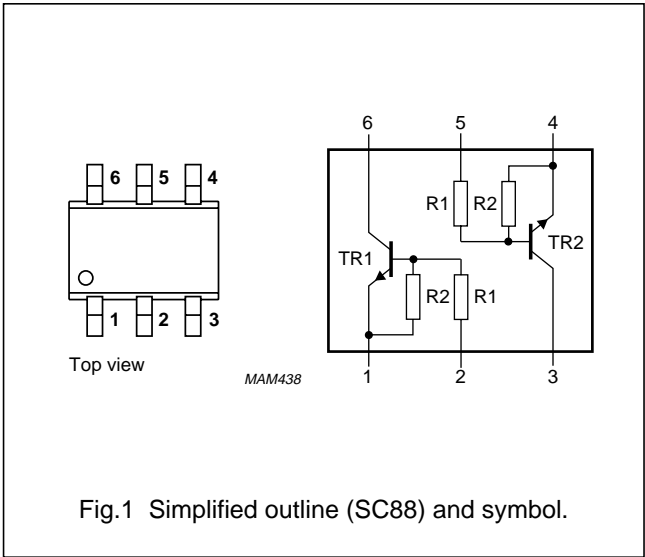 6 5 4
1 2 3
Top view
MAM438
6 5 4
R1 R2
TR2
TR1
R2 R1
1 2 3
Fig.1 Simplified outline (SC88) and symbol.